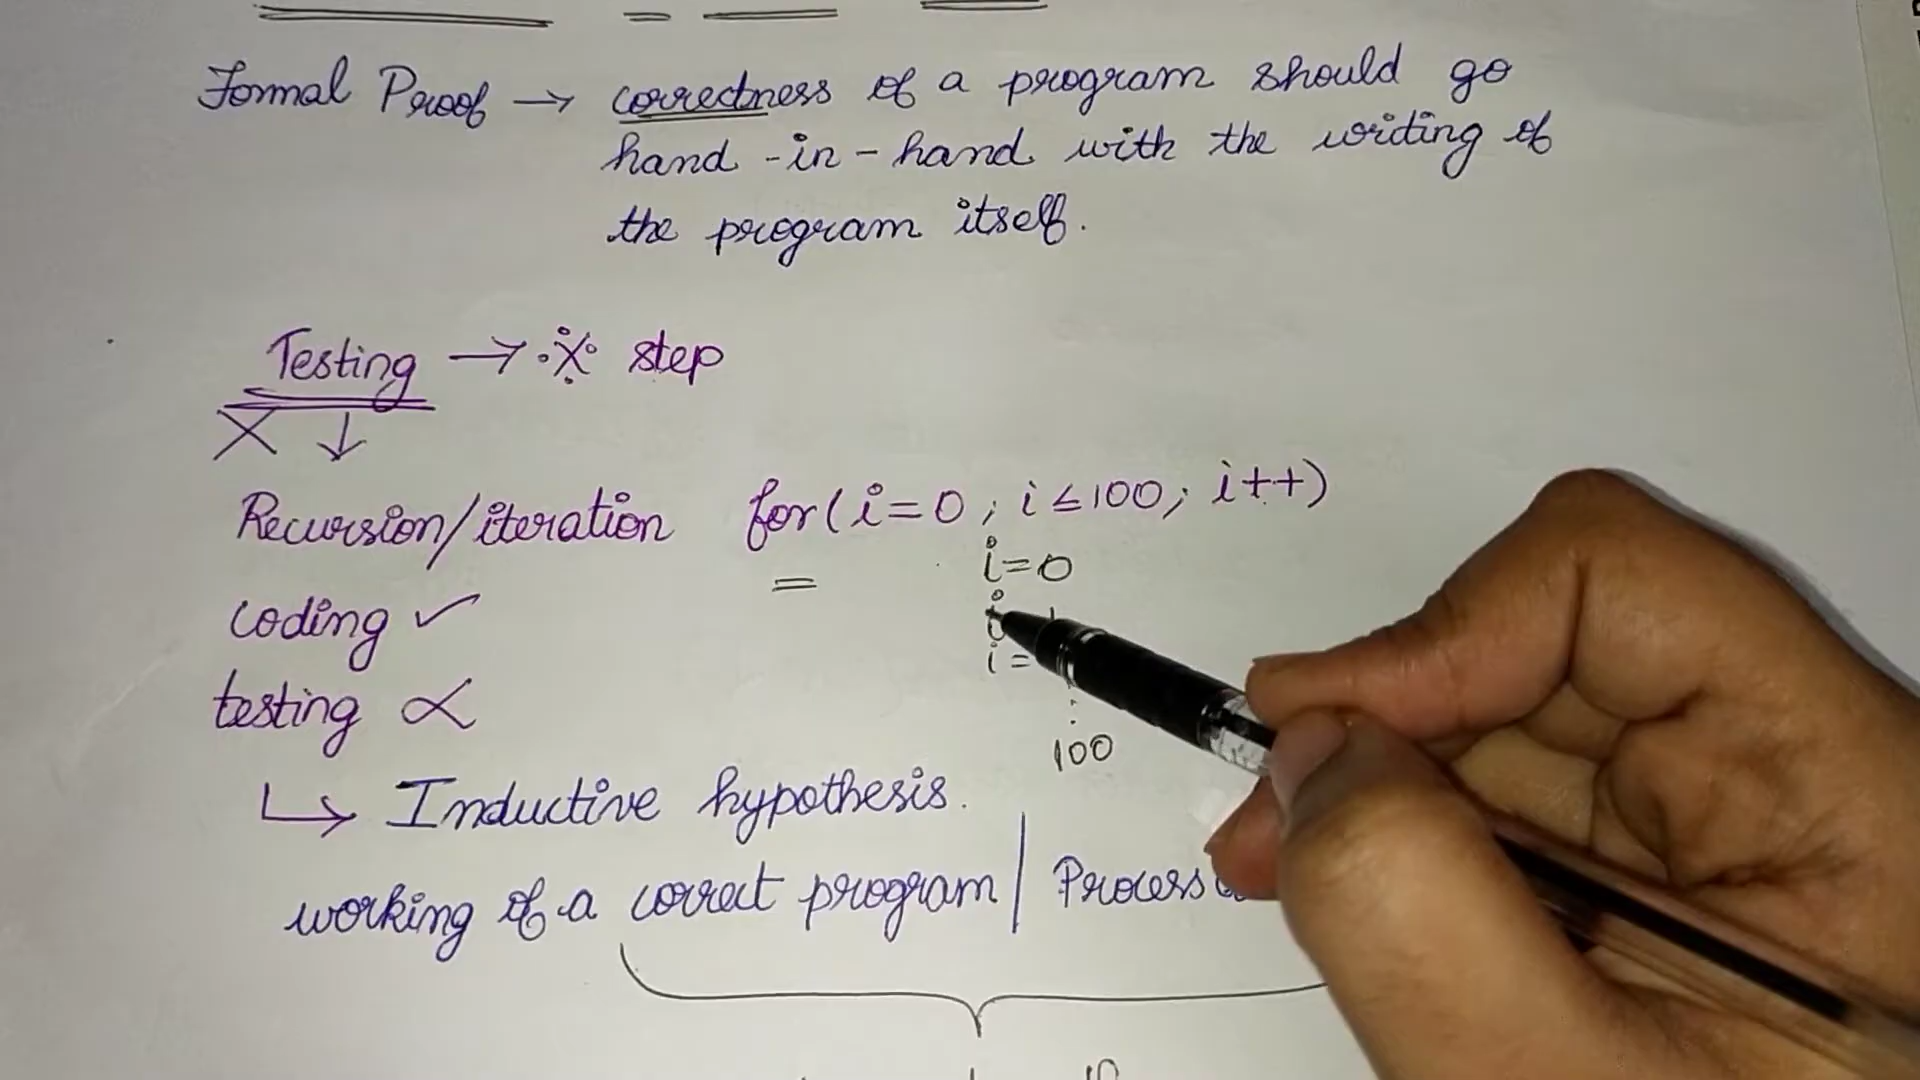 Formal Proof → correctness of a program should go
hand-in-hand with the writing of
the program itself.
Testing → X step
X ↓
Recursion/iteration for(i=0; i≤100; i++)
=
i=0
coding ✓
i
i=
testing ∝
⋮
100
↳ Inductive hypothesis.
working of a correct program | Process